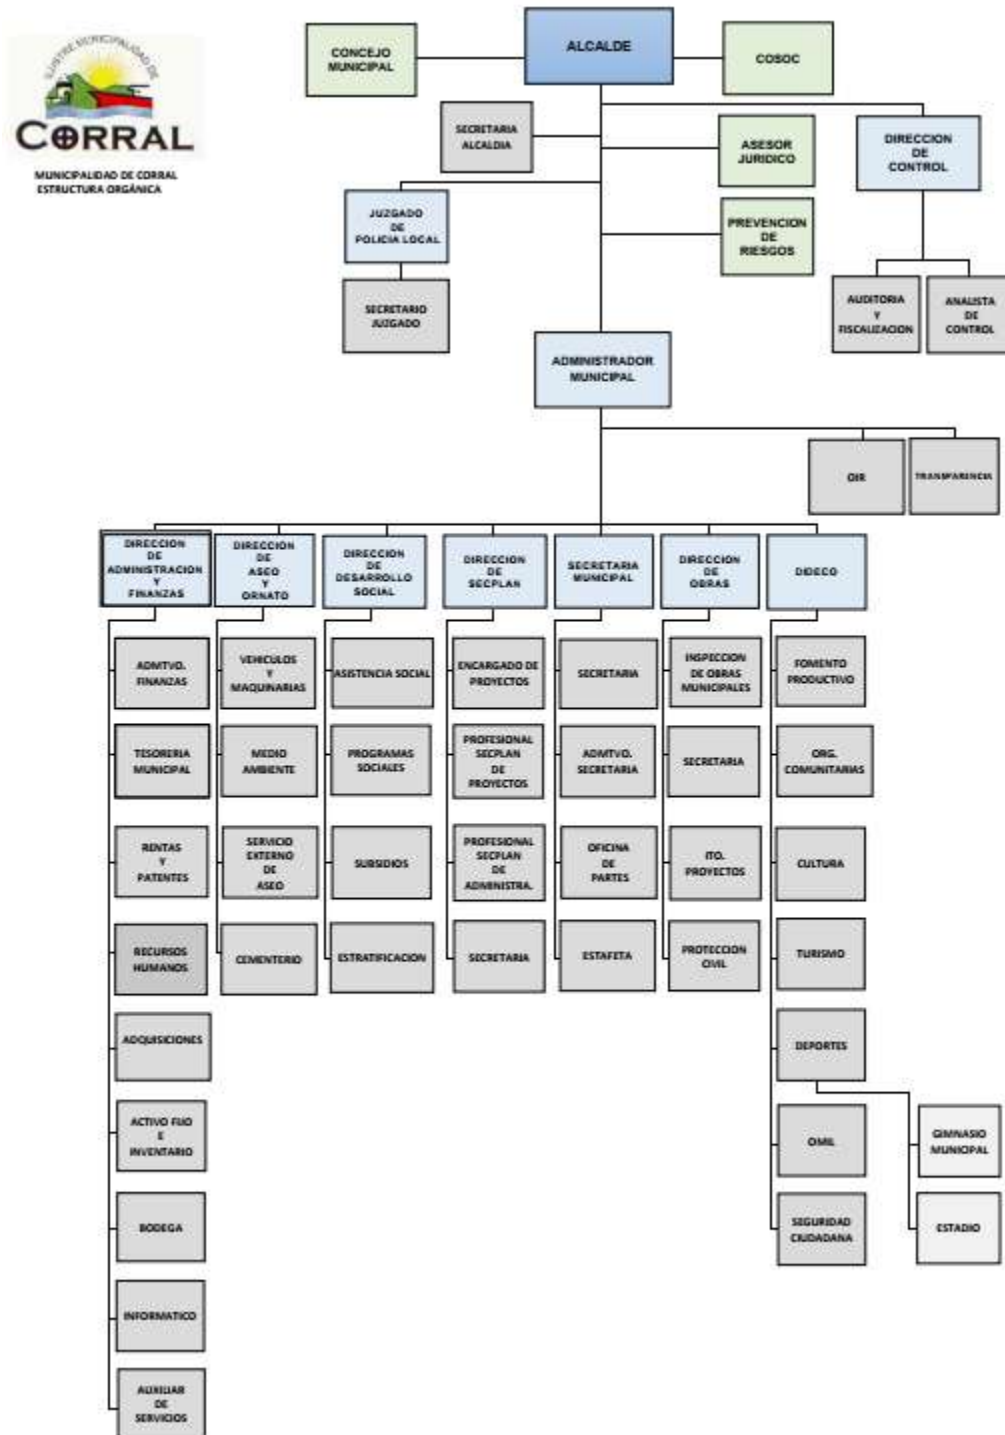 ILUSTRE MUNICIPALIDAD DE
CORRAL
MUNICIPALIDAD DE CORRAL
ESTRUCTURA ORGÁNICA
CONCEJO
MUNICIPAL
ALCALDE
COSOC
SECRETARIA
ALCALDIA
ASESOR
JURIDICO
DIRECCION
DE
CONTROL
JUZGADO
DE
POLICIA LOCAL
PREVENCION
DE
RIESGOS
SECRETARIO
JUZGADO
AUDITORIA
Y
FISCALIZACION
ANALISTA
DE
CONTROL
ADMINISTRADOR
MUNICIPAL
OIR
TRANSPARENCIA
DIRECCION
DE
ADMINISTRACION
Y
FINANZAS
DIRECCION
DE
ASEO
Y
ORNATO
DIRECCION
DE
DESARROLLO
SOCIAL
DIRECCION
DE
SECPLAN
SECRETARIA
MUNICIPAL
DIRECCION
DE
OBRAS
DIDECO
ADMTVO.
FINANZAS
VEHICULOS
Y
MAQUINARIAS
ASISTENCIA SOCIAL
ENCARGADO DE
PROYECTOS
SECRETARIA
INSPECCION
DE OBRAS
MUNICIPALES
FOMENTO
PRODUCTIVO
TESORERIA
MUNICIPAL
MEDIO
AMBIENTE
PROGRAMAS
SOCIALES
PROFESIONAL
SECPLAN
DE
PROYECTOS
ADMTVO.
SECRETARIA
SECRETARIA
ORG.
COMUNITARIAS
RENTAS
Y
PATENTES
SERVICIO
EXTERNO
DE
ASEO
SUBSIDIOS
PROFESIONAL
SECPLAN
DE
ADMINISTRA.
OFICINA
DE
PARTES
ITO.
PROYECTOS
CULTURA
RECURSOS
HUMANOS
CEMENTERIO
ESTRATIFICACION
SECRETARIA
ESTAFETA
PROTECCION
CIVIL
TURISMO
ADQUISICIONES
DEPORTES
ACTIVO FIJO
E
INVENTARIO
OMIL
GIMNASIO
MUNICIPAL
BODEGA
SEGURIDAD
CIUDADANA
ESTADIO
INFORMATICO
AUXILIAR
DE
SERVICIOS